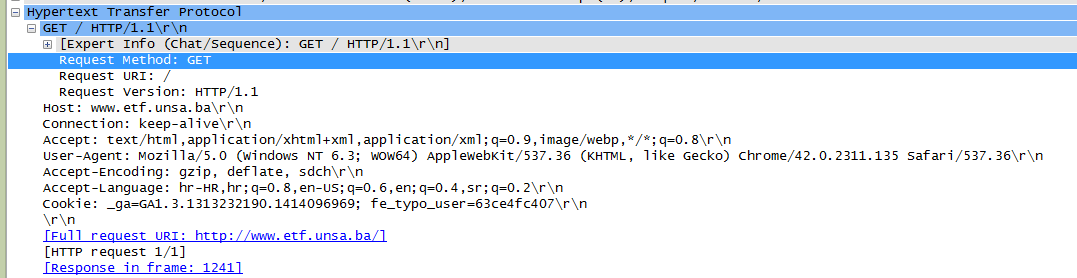 Hypertext Transfer Protocol
GET / HTTP/1.1\r\n
[Expert Info (Chat/Sequence): GET / HTTP/1.1\r\n]
Request Method: GET
Request URI: /
Request Version: HTTP/1.1
Host: www.etf.unsa.ba\r\n
Connection: keep-alive\r\n
Accept: text/html,application/xhtml+xml,application/xml;q=0.9,image/webp,*/*;q=0.8\r\n
User-Agent: Mozilla/5.0 (Windows NT 6.3; WOW64) AppleWebKit/537.36 (KHTML, like Gecko) Chrome/42.0.2311.135 Safari/537.36\r\n
Accept-Encoding: gzip, deflate, sdch\r\n
Accept-Language: hr-HR,hr;q=0.8,en-US;q=0.6,en;q=0.4,sr;q=0.2\r\n
Cookie: _ga=GA1.3.1313232190.1414096969; fe_typo_user=63ce4fc407\r\n
\r\n
[Full request URI: http://www.etf.unsa.ba/]
[HTTP request 1/1]
[Response in frame: 1241]